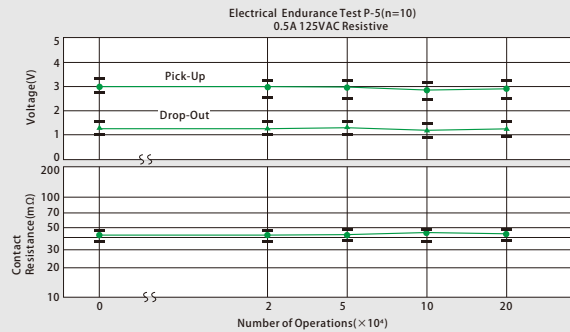 Electrical Endurance Test P-5(n=10)
0.5A 125VAC Resistive
Voltage(V)
5
4
3
2
1
0
Pick-Up
Drop-Out
Contact
Resistance(mΩ)
200
100
70
50
30
20
10
0 2 5 10 20
Number of Operations(×10⁴)